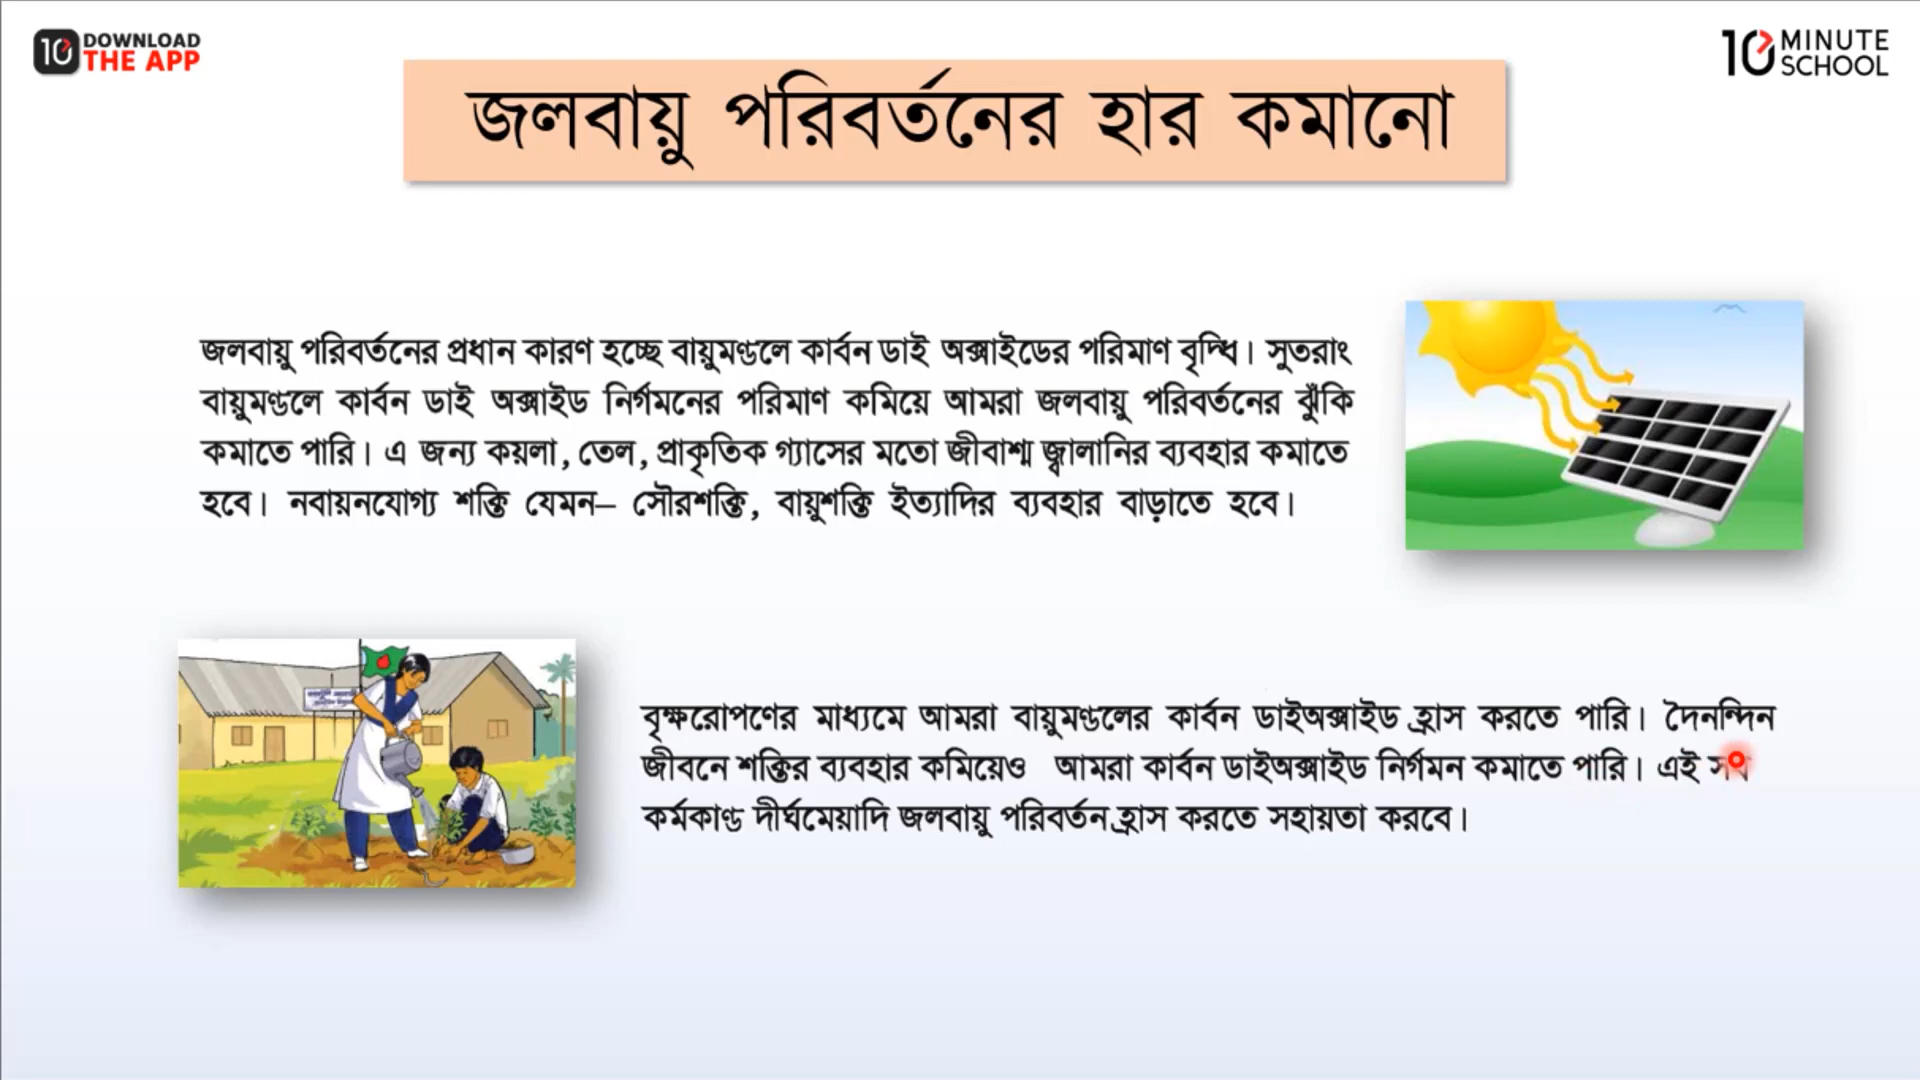 DOWNLOAD
THE APP
10 MINUTE
SCHOOL
জলবায়ু পরিবর্তনের হার কমানো
জলবায়ু পরিবর্তনের প্রধান কারণ হচ্ছে বায়ুমণ্ডলে কার্বন ডাই অক্সাইডের পরিমাণ বৃদ্ধি। সুতরাং
বায়ুমণ্ডলে কার্বন ডাই অক্সাইড নির্গমনের পরিমাণ কমিয়ে আমরা জলবায়ু পরিবর্তনের ঝুঁকি
কমাতে পারি। এ জন্য কয়লা, তেল, প্রাকৃতিক গ্যাসের মতো জীবাশ্ম জ্বালানির ব্যবহার কমাতে
হবে। নবায়নযোগ্য শক্তি যেমন– সৌরশক্তি, বায়ুশক্তি ইত্যাদির ব্যবহার বাড়াতে হবে।
বৃক্ষরোপণের মাধ্যমে আমরা বায়ুমণ্ডলের কার্বন ডাইঅক্সাইড হ্রাস করতে পারি। দৈনন্দিন
জীবনে শক্তির ব্যবহার কমিয়েও আমরা কার্বন ডাইঅক্সাইড নির্গমন কমাতে পারি। এই সব
কর্মকাণ্ড দীর্ঘমেয়াদি জলবায়ু পরিবর্তন হ্রাস করতে সহায়তা করবে।